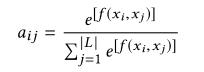 $$a_{ij} = \frac{e^{[f(x_i, x_j)]}}{\sum_{j=1}^{|L|} e^{[f(x_i, x_j)]}}$$